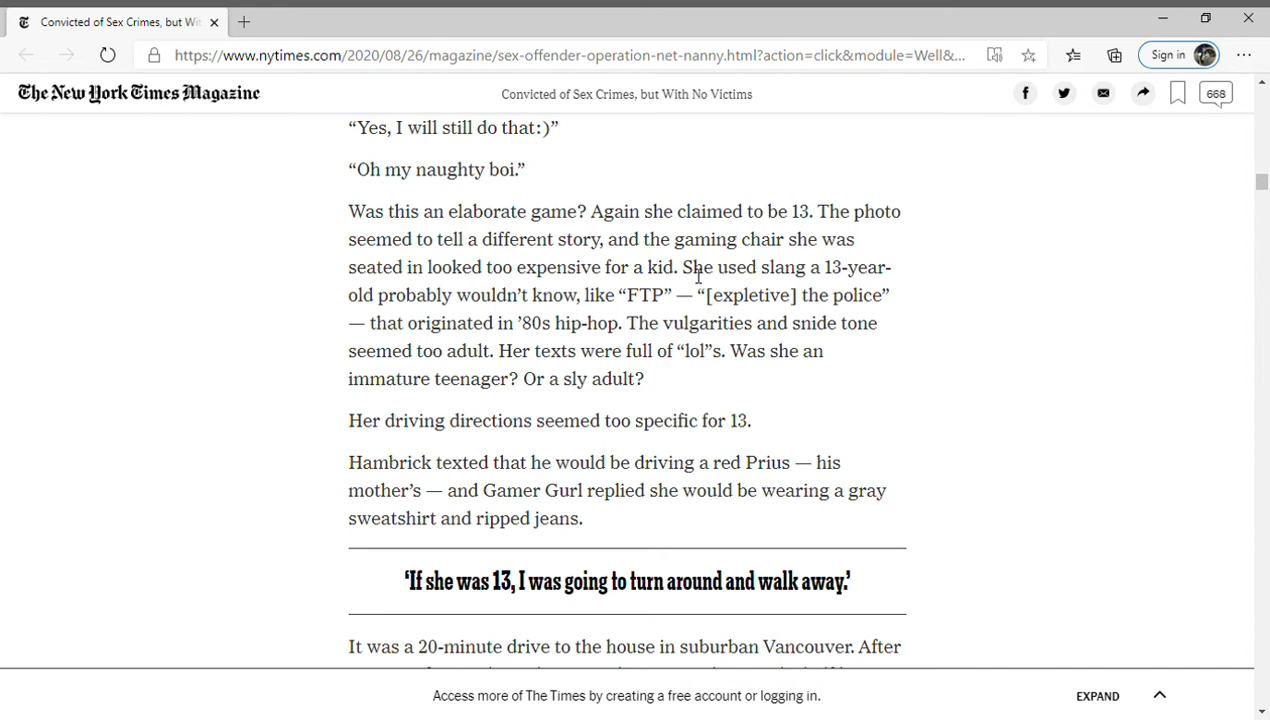 Convicted of Sex Crimes, but Wit
https://www.nytimes.com/2020/08/26/magazine/sex-offender-operation-net-nanny.html?action=click&module=Well&...
Sign in
The New York Times Magazine
Convicted of Sex Crimes, but With No Victims
668
“Yes, I will still do that:)”
“Oh my naughty boi.”
Was this an elaborate game? Again she claimed to be 13. The photo
seemed to tell a different story, and the gaming chair she was
seated in looked too expensive for a kid. She used slang a 13-year-
old probably wouldn’t know, like “FTP” — “[expletive] the police”
— that originated in ’80s hip-hop. The vulgarities and snide tone
seemed too adult. Her texts were full of “lol”s. Was she an
immature teenager? Or a sly adult?
Her driving directions seemed too specific for 13.
Hambrick texted that he would be driving a red Prius — his
mother’s — and Gamer Gurl replied she would be wearing a gray
sweatshirt and ripped jeans.
‘If she was 13, I was going to turn around and walk away.’
It was a 20-minute drive to the house in suburban Vancouver. After
Access more of The Times by creating a free account or logging in.
EXPAND